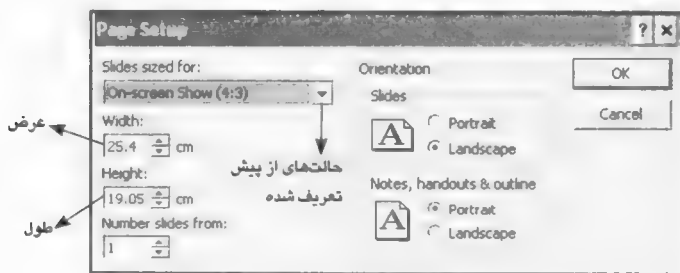 Page Setup
Slides sized for:
On-screen Show (4:3)
Width:
25.4 cm
Height:
19.05 cm
Number slides from:
1
Orientation
Slides
A
Portrait
Landscape
Notes, handouts & outline
A
Portrait
Landscape
OK
Cancel
عرض
طول
حالت‌های از پیش
تعریف شده